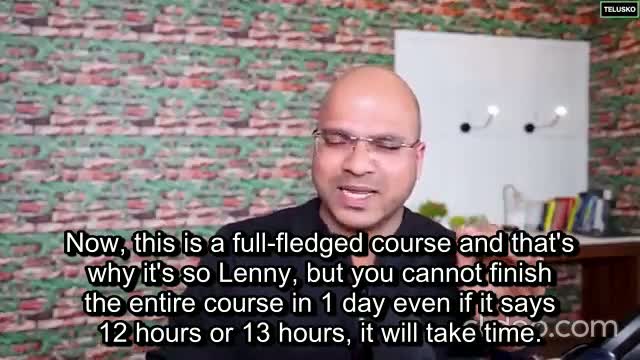 TELUSKO
Now, this is a full-fledged course and that's
why it's so Lenny, but you cannot finish
the entire course in 1 day even if it says
12 hours or 13 hours, it will take time.